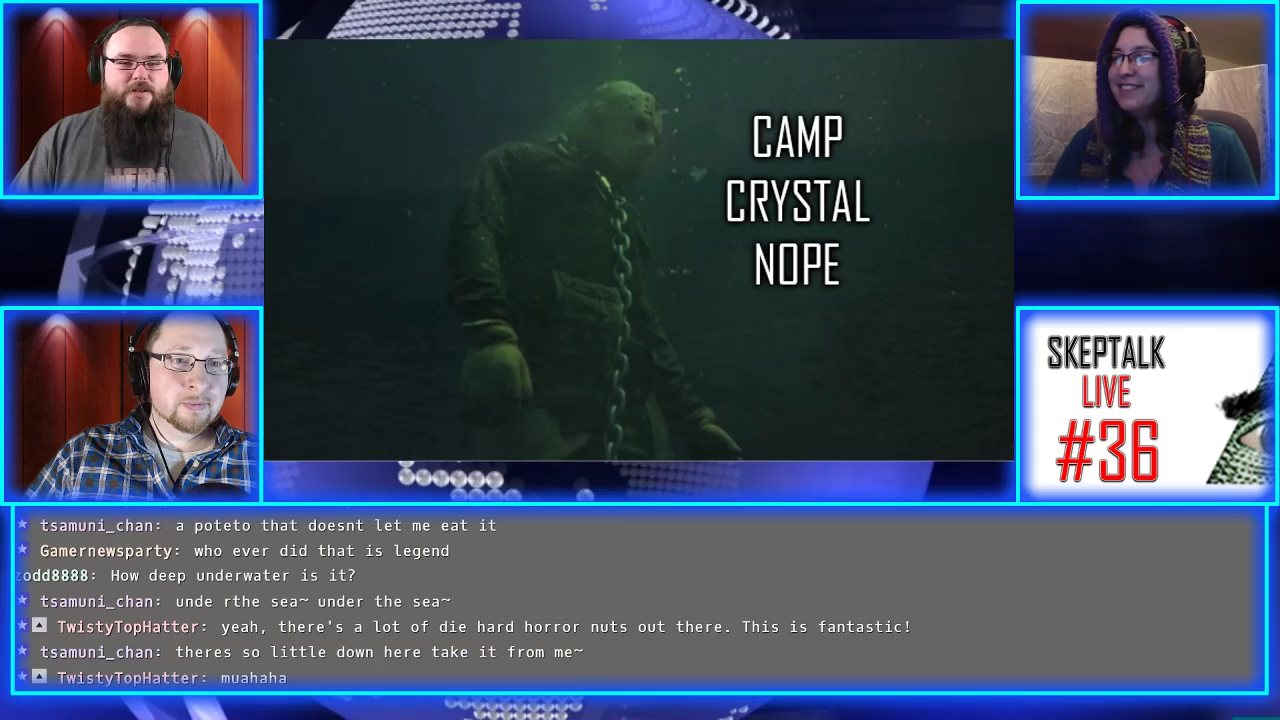 HERO
CAMP
CRYSTAL
NOPE
SKEPTALK
LIVE
#36
tsamuni_chan: a poteto that doesnt let me eat it
Gamernewsparty: who ever did that is legend
zodd8888: How deep underwater is it?
tsamuni_chan: unde rthe sea~ under the sea~
TwistyTopHatter: yeah, there's a lot of die hard horror nuts out there. This is fantastic!
tsamuni_chan: theres so little down here take it from me~
TwistyTopHatter: muahaha